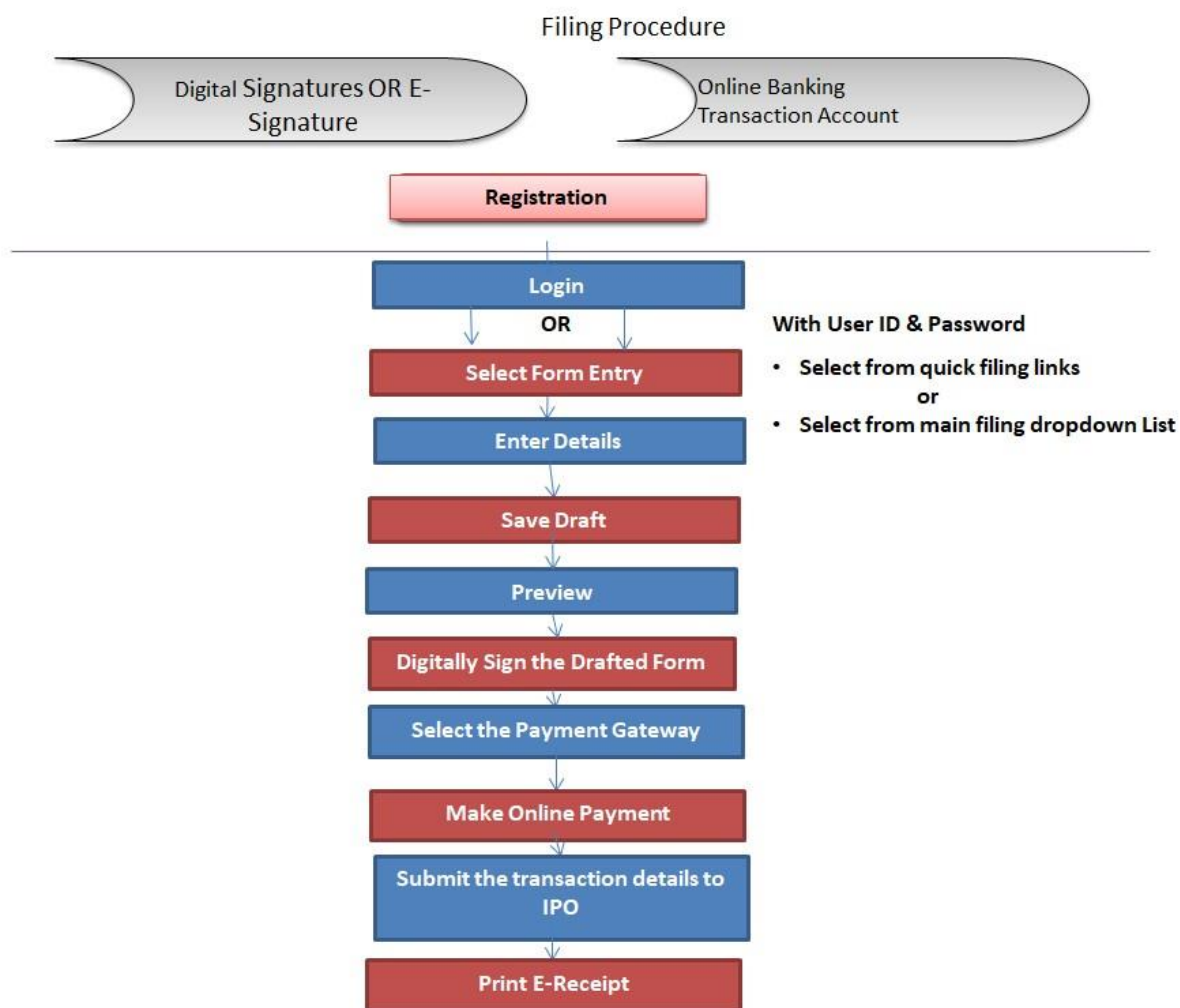 Filing Procedure
Digital Signatures OR E-
Signature
Online Banking
Transaction Account
Registration
Login
OR
With User ID & Password
Select Form Entry
• Select from quick filing links
or
• Select from main filing dropdown List
Enter Details
Save Draft
Preview
Digitally Sign the Drafted Form
Select the Payment Gateway
Make Online Payment
Submit the transaction details to
IPO
Print E-Receipt